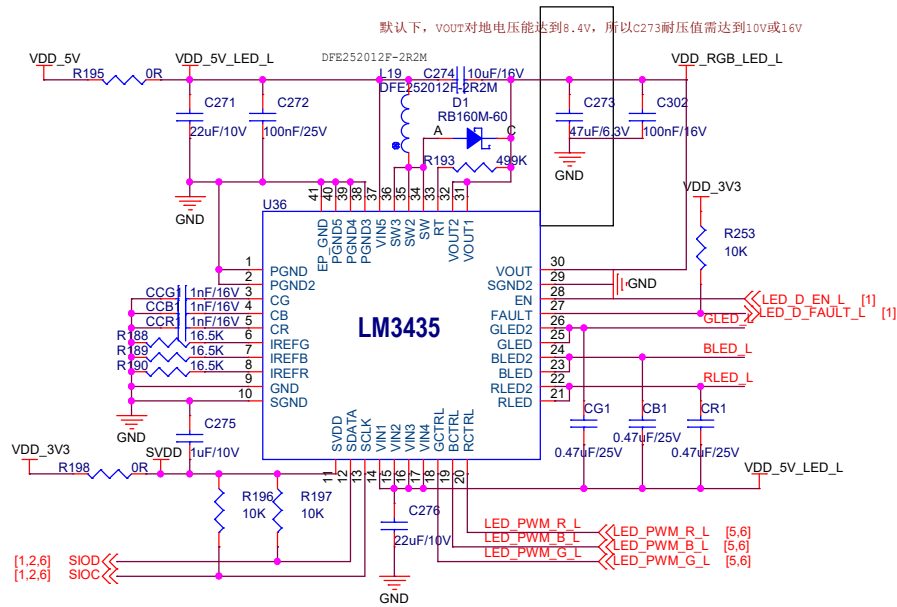 默认下，VOUT对地电压能达到8.4V，所以C273耐压值需达到10V或16V
VDD_5V
VDD_5V_LED_L
DFE252012F-2R2M
VDD_RGB_LED_L
R195
0R
L19
C274
10uF/16V
DFE252012F-2R2M
C271
C272
D1
C273
C302
22uF/10V
100nF/25V
RB160M-60
47uF/6.3V
100nF/16V
A
C
R193
499K
GND
GND
VDD_3V3
41
40
39
38
37
36
35
34
33
32
31
U36
EP_GND
PGND5
PGND4
PGND3
VIN5
SW3
SW2
SW
RT
VOUT2
VOUT1
R253
10K
1
PGND
2
PGND2
CCG1
1nF/16V
3
CG
CCB1
1nF/16V
4
CB
CCR1
1nF/16V
5
CR
R188
16.5K
6
IREFG
R189
16.5K
7
IREFB
R190
16.5K
8
IREFR
9
GND
10
SGND
LM3435
VOUT
30
SGND2
29
GND
EN
28
LED_D_EN_L
[1]
FAULT
27
LED_D_FAULT_L
[1]
GLED2
26
GLED_L
GLED
25
BLED2
24
BLED_L
BLED
23
RLED2
22
RLED_L
RLED
21
GND
C275
1uF/10V
CG1
CB1
CR1
0.47uF/25V
0.47uF/25V
0.47uF/25V
SVDD
SDATA
SCLK
VIN1
VIN2
VIN3
VIN4
GCTRL
BCTRL
RCTRL
11
12
13
14
15
16
17
18
19
20
VDD_3V3
SVDD
R198
0R
VDD_5V_LED_L
R196
10K
R197
10K
C276
22uF/10V
GND
LED_PWM_R_L
LED_PWM_R_L
[5,6]
LED_PWM_B_L
LED_PWM_B_L
[5,6]
LED_PWM_G_L
LED_PWM_G_L
[5,6]
[1,2,6]
SIOD
[1,2,6]
SIOC